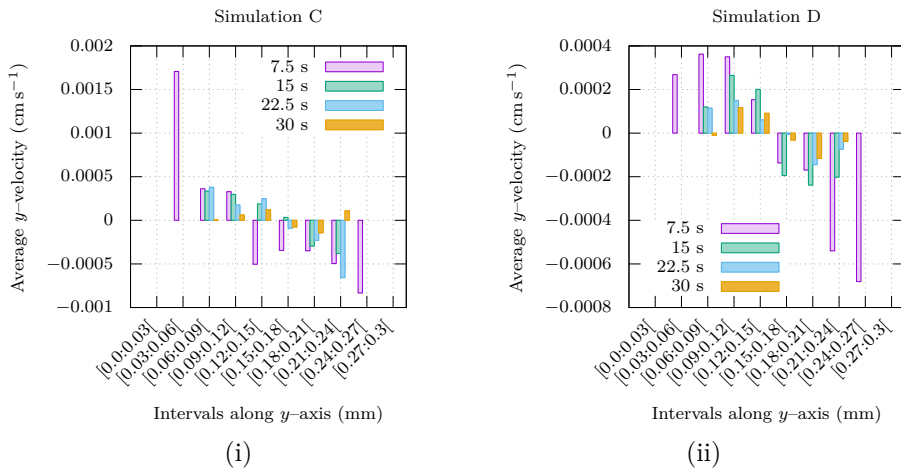 Simulation C
Average y–velocity (cm s⁻¹)
0.002
0.0015
0.001
0.0005
0
−0.0005
−0.001
7.5 s
15 s
22.5 s
30 s
[0.0:0.03[
[0.03:0.06[
[0.06:0.09[
[0.09:0.12[
[0.12:0.15[
[0.15:0.18[
[0.18:0.21[
[0.21:0.24[
[0.24:0.27[
[0.27:0.3[
Intervals along y–axis (mm)
(i)
Simulation D
Average y–velocity (cm s⁻¹)
0.0004
0.0002
0
−0.0002
−0.0004
−0.0006
−0.0008
7.5 s
15 s
22.5 s
30 s
[0.0:0.03[
[0.03:0.06[
[0.06:0.09[
[0.09:0.12[
[0.12:0.15[
[0.15:0.18[
[0.18:0.21[
[0.21:0.24[
[0.24:0.27[
[0.27:0.3[
Intervals along y–axis (mm)
(ii)